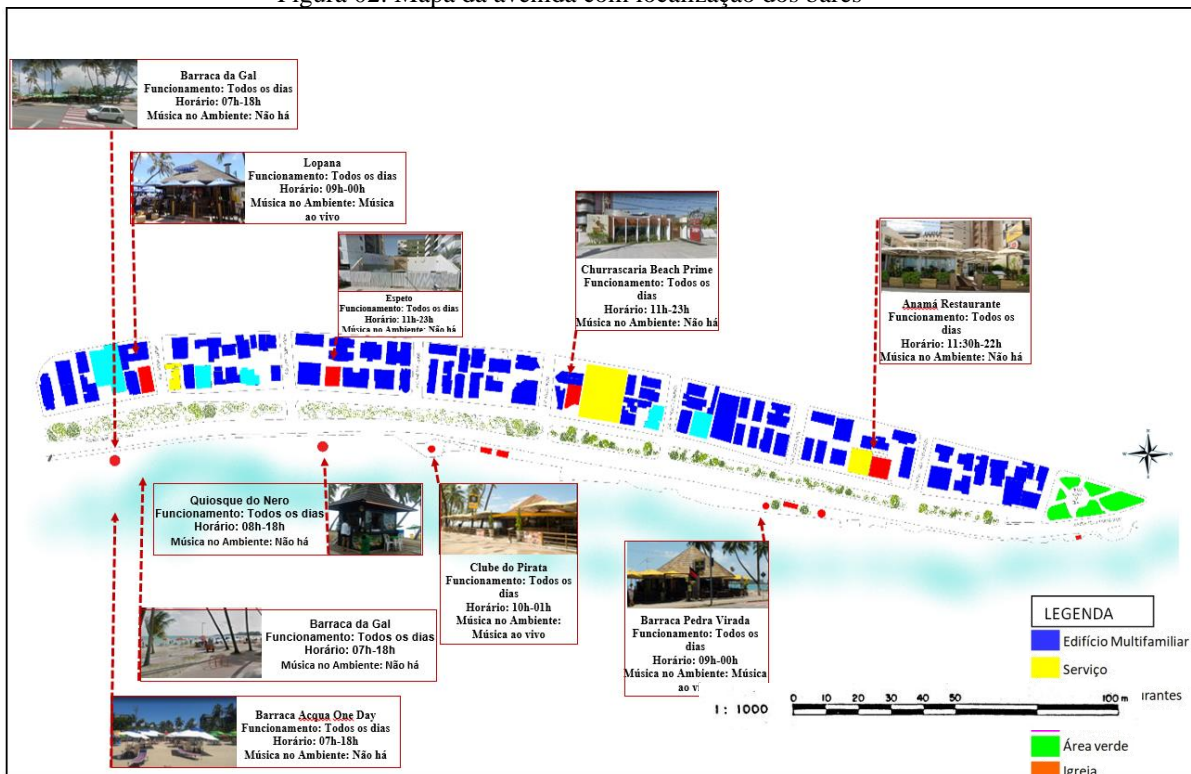 Figura 02: Mapa da avenida com localização dos bares
Barraca da Gal
Funcionamento: Todos os dias
Horário: 07h-18h
Música no Ambiente: Não há
Lopana
Funcionamento: Todos os dias
Horário: 09h-00h
Música no Ambiente: Música
ao vivo
Espeto
Funcionamento: Todos os dias
Horário: 11h-23h
Música no Ambiente: Não há
Churrascaria Beach Prime
Funcionamento: Todos os
dias
Horário: 11h-23h
Música no Ambiente: Não há
Anamá Restaurante
Funcionamento: Todos os
dias
Horário: 11:30h-22h
Música no Ambiente: Não há
Quiosque do Nero
Funcionamento: Todos os dias
Horário: 08h-18h
Música no Ambiente: Não há
Clube do Pirata
Funcionamento: Todos os
dias
Horário: 10h-01h
Música no Ambiente:
Música ao vivo
Barraca Pedra Virada
Funcionamento: Todos os
dias
Horário: 09h-00h
Música no Ambiente: Música
ao
Barraca da Gal
Funcionamento: Todos os dias
Horário: 07h-18h
Música no Ambiente: Não há
Barraca Acqua One Day
Funcionamento: Todos os dias
Horário: 07h-18h
Música no Ambiente: Não há
LEGENDA
Edifício Multifamiliar
Serviço
urantes
Área verde
Igreja
1: 1000
0 10 20 30 40 50 100 m